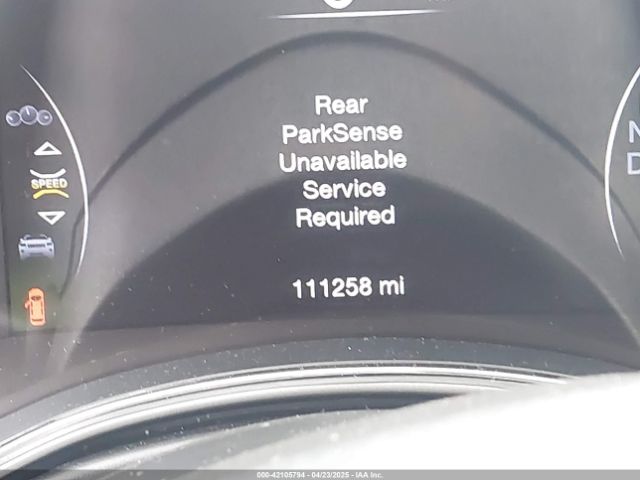 Rear
ParkSense
Unavailable
Service
Required
111258 mi
SPEED
N
D
000-42105794 - 04/23/2025 - IAA Inc.